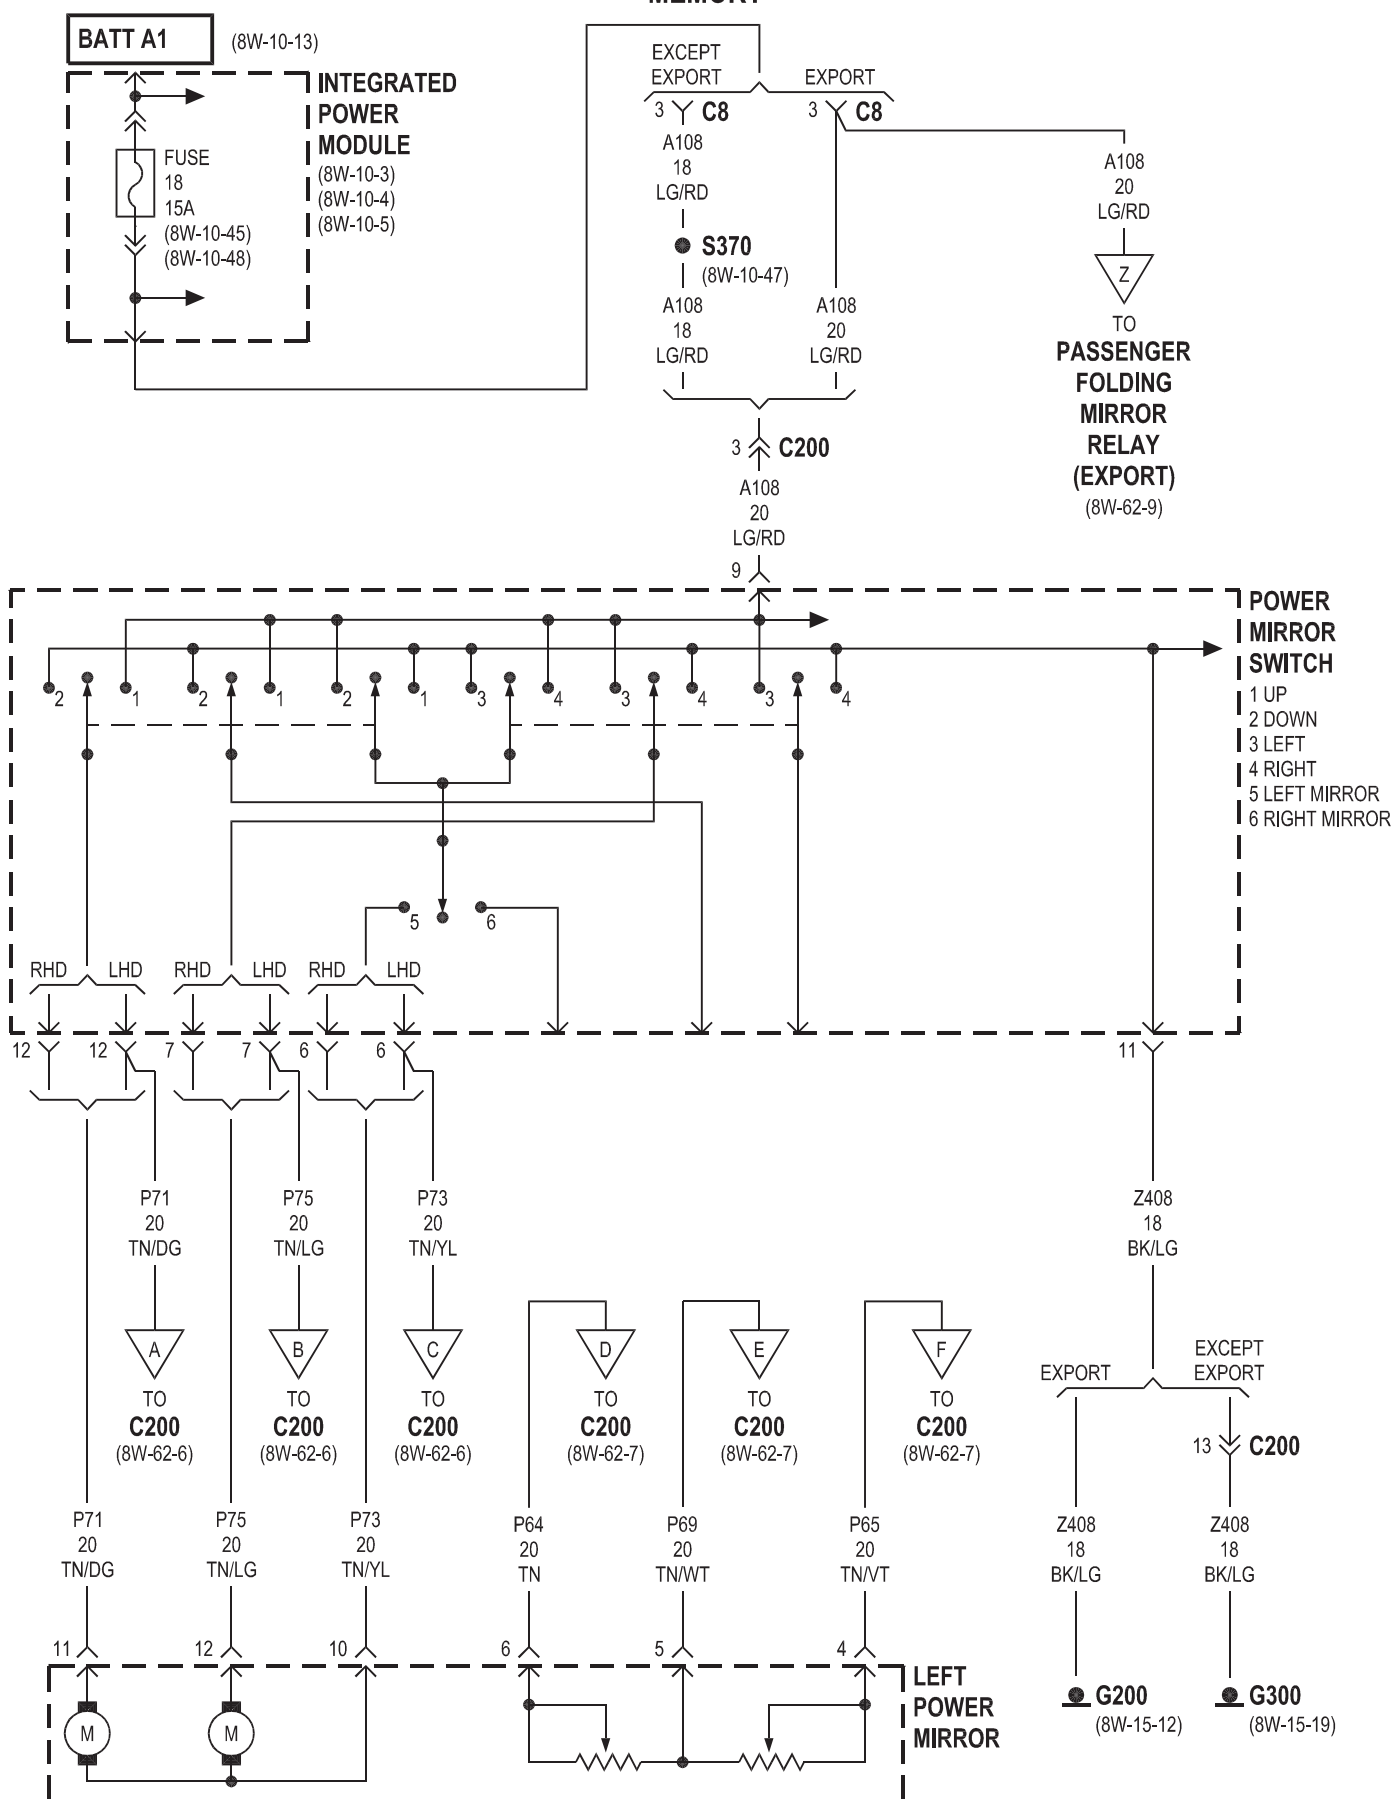 MEMORY
BATT A1
(8W-10-13)
INTEGRATED
POWER
MODULE
(8W-10-3)
(8W-10-4)
(8W-10-5)
FUSE
18
15A
(8W-10-45)
(8W-10-48)
EXCEPT
EXPORT
EXPORT
3 C8
3 C8
A108
18
LG/RD
A108
20
LG/RD
S370
(8W-10-47)
A108
18
LG/RD
A108
20
LG/RD
Z
TO
PASSENGER
FOLDING
MIRROR
RELAY
(EXPORT)
(8W-62-9)
3 C200
A108
20
LG/RD
9
POWER
MIRROR
SWITCH
1 UP
2 DOWN
3 LEFT
4 RIGHT
5 LEFT MIRROR
6 RIGHT MIRROR
2 1 2 1 2 1 3 4 3 4 3 4
5 6
RHD LHD RHD LHD RHD LHD
12 12 7 7 6 6 11
P71
20
TN/DG
P75
20
TN/LG
P73
20
TN/YL
Z408
18
BK/LG
A
TO
C200
(8W-62-6)
B
TO
C200
(8W-62-6)
C
TO
C200
(8W-62-6)
D
TO
C200
(8W-62-7)
E
TO
C200
(8W-62-7)
F
TO
C200
(8W-62-7)
EXPORT
EXCEPT
EXPORT
13 C200
P71
20
TN/DG
P75
20
TN/LG
P73
20
TN/YL
P64
20
TN
P69
20
TN/WT
P65
20
TN/VT
Z408
18
BK/LG
Z408
18
BK/LG
11 12 10 6 5 4
M M
LEFT
POWER
MIRROR
G200
(8W-15-12)
G300
(8W-15-19)